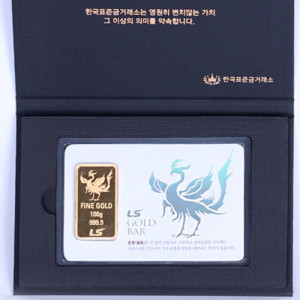 한국표준금거래소는 영원히 변치않는 가치
그 이상의 의미를 약속합니다.
한국표준금거래소
FINE GOLD
100g
999.9
LS
LS
GOLD
BAR